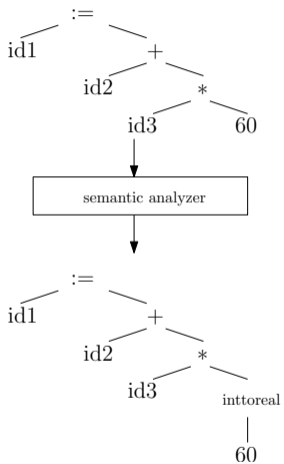 :=
id1
+
id2
*
id3 60
semantic analyzer
:=
id1
+
id2
*
id3
inttoreal
60